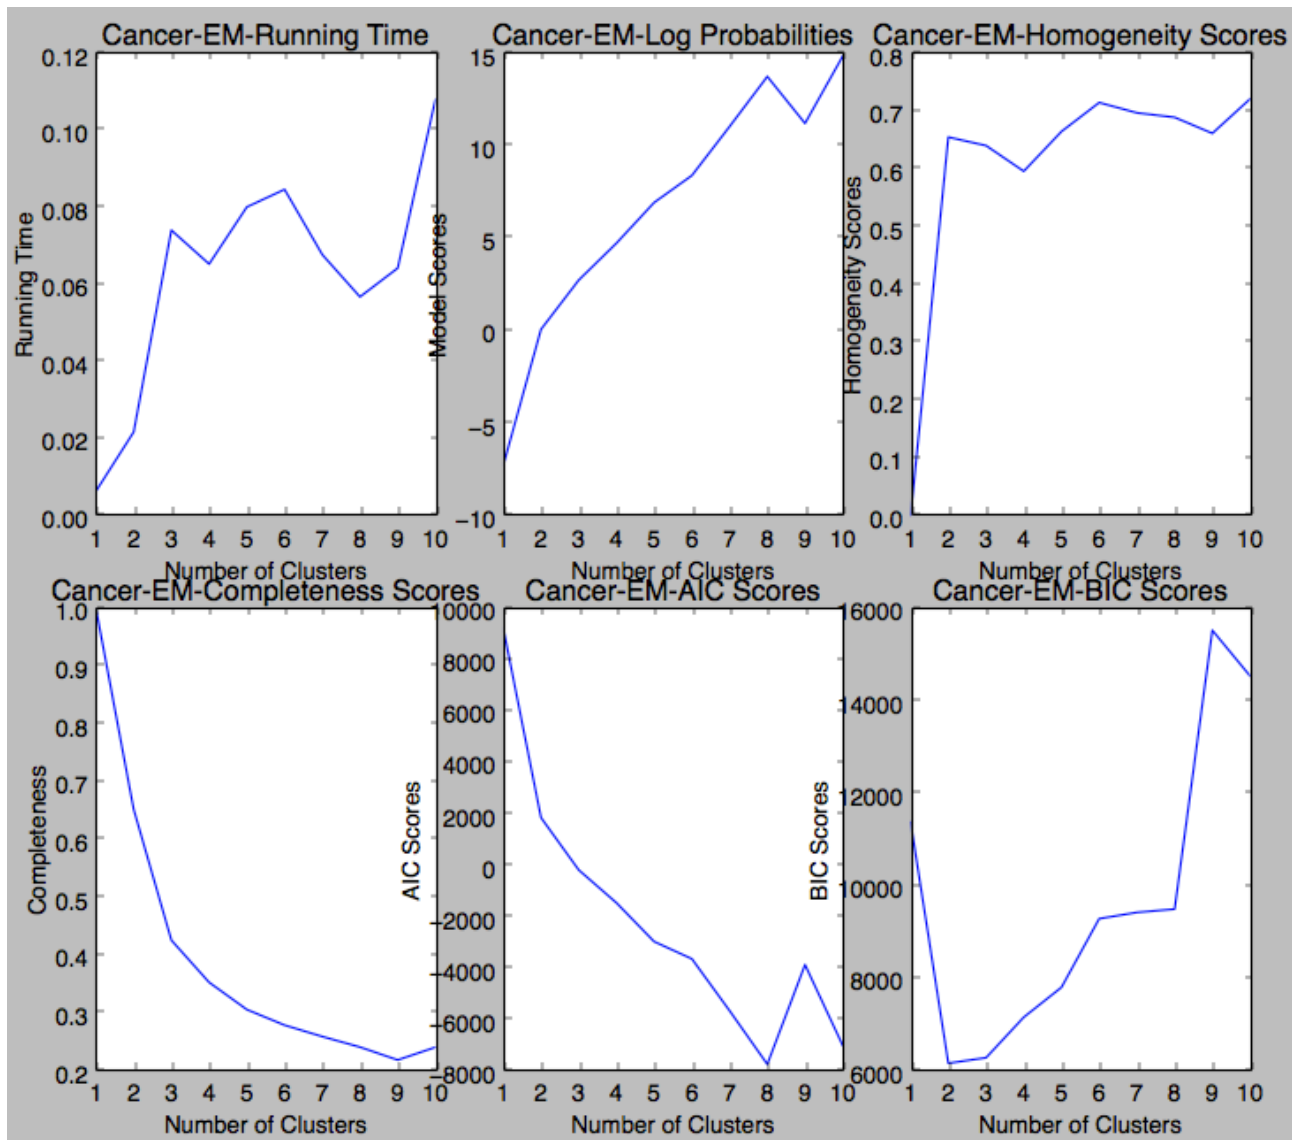 Cancer-EM-Running Time
Running Time
0.12
0.10
0.08
0.06
0.04
0.02
0.00
1 2 3 4 5 6 7 8 9 10
Number of Clusters
Cancer-EM-Log Probabilities
Model Scores
15
10
5
0
−5
−10
1 2 3 4 5 6 7 8 9 10
Number of Clusters
Cancer-EM-Homogeneity Scores
Homogeneity Scores
0.8
0.7
0.6
0.5
0.4
0.3
0.2
0.1
0.0
1 2 3 4 5 6 7 8 9 10
Number of Clusters
Cancer-EM-Completeness Scores
Completeness
1.0
0.9
0.8
0.7
0.6
0.5
0.4
0.3
0.2
1 2 3 4 5 6 7 8 9 10
Number of Clusters
Cancer-EM-AIC Scores
AIC Scores
10000
8000
6000
4000
2000
0
−2000
−4000
−6000
−8000
1 2 3 4 5 6 7 8 9 10
Number of Clusters
Cancer-EM-BIC Scores
BIC Scores
16000
14000
12000
10000
8000
6000
1 2 3 4 5 6 7 8 9 10
Number of Clusters